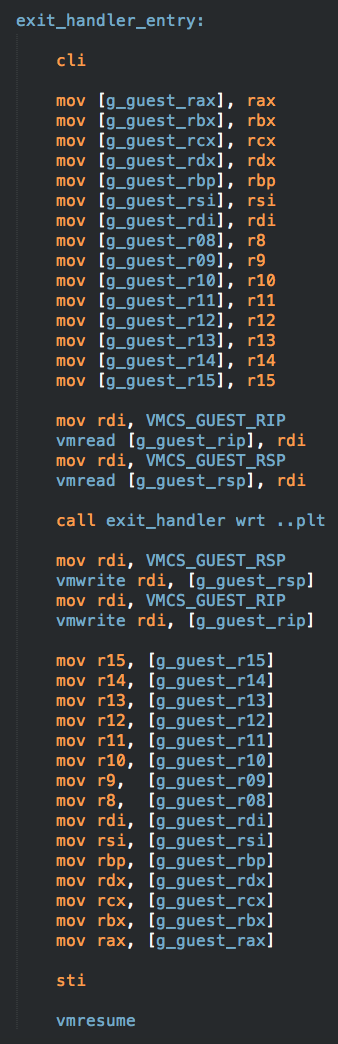 exit_handler_entry:
cli
mov [g_guest_rax], rax
mov [g_guest_rbx], rbx
mov [g_guest_rcx], rcx
mov [g_guest_rdx], rdx
mov [g_guest_rbp], rbp
mov [g_guest_rsi], rsi
mov [g_guest_rdi], rdi
mov [g_guest_r08], r8
mov [g_guest_r09], r9
mov [g_guest_r10], r10
mov [g_guest_r11], r11
mov [g_guest_r12], r12
mov [g_guest_r13], r13
mov [g_guest_r14], r14
mov [g_guest_r15], r15
mov rdi, VMCS_GUEST_RIP
vmread [g_guest_rip], rdi
mov rdi, VMCS_GUEST_RSP
vmread [g_guest_rsp], rdi
call exit_handler wrt ..plt
mov rdi, VMCS_GUEST_RSP
vmwrite rdi, [g_guest_rsp]
mov rdi, VMCS_GUEST_RIP
vmwrite rdi, [g_guest_rip]
mov r15, [g_guest_r15]
mov r14, [g_guest_r14]
mov r13, [g_guest_r13]
mov r12, [g_guest_r12]
mov r11, [g_guest_r11]
mov r10, [g_guest_r10]
mov r9,  [g_guest_r09]
mov r8,  [g_guest_r08]
mov rdi, [g_guest_rdi]
mov rsi, [g_guest_rsi]
mov rbp, [g_guest_rbp]
mov rdx, [g_guest_rdx]
mov rcx, [g_guest_rcx]
mov rbx, [g_guest_rbx]
mov rax, [g_guest_rax]
sti
vmresume